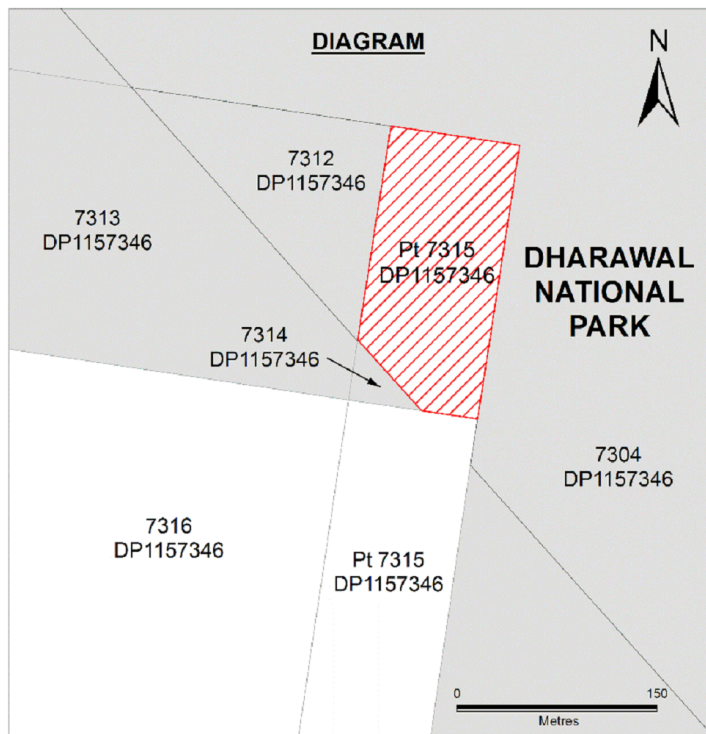 DIAGRAM
N
7312
DP1157346
7313
DP1157346
Pt 7315
DP1157346
DHARAWAL
NATIONAL
PARK
7314
DP1157346
7304
DP1157346
7316
DP1157346
Pt 7315
DP1157346
0 150
Metres